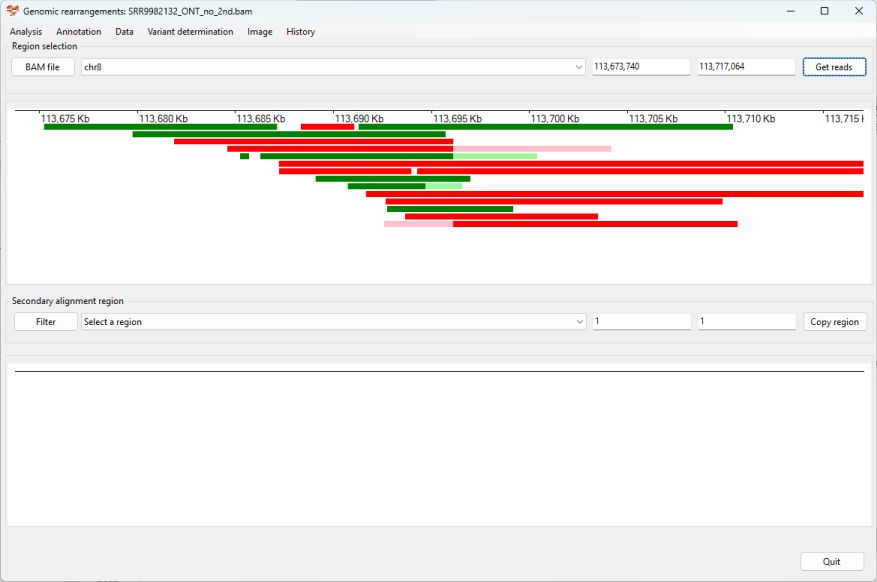 Genomic rearrangements: SRR9982132_ONT_no_2nd.bam
Analysis Annotation Data Variant determination Image History
Region selection
BAM file chr8 113,673,740 113,717,064 Get reads
113,675 Kb 113,680 Kb 113,685 Kb 113,690 Kb 113,695 Kb 113,700 Kb 113,705 Kb 113,710 Kb 113,715 K
Secondary alignment region
Filter Select a region 1 1 Copy region
Quit